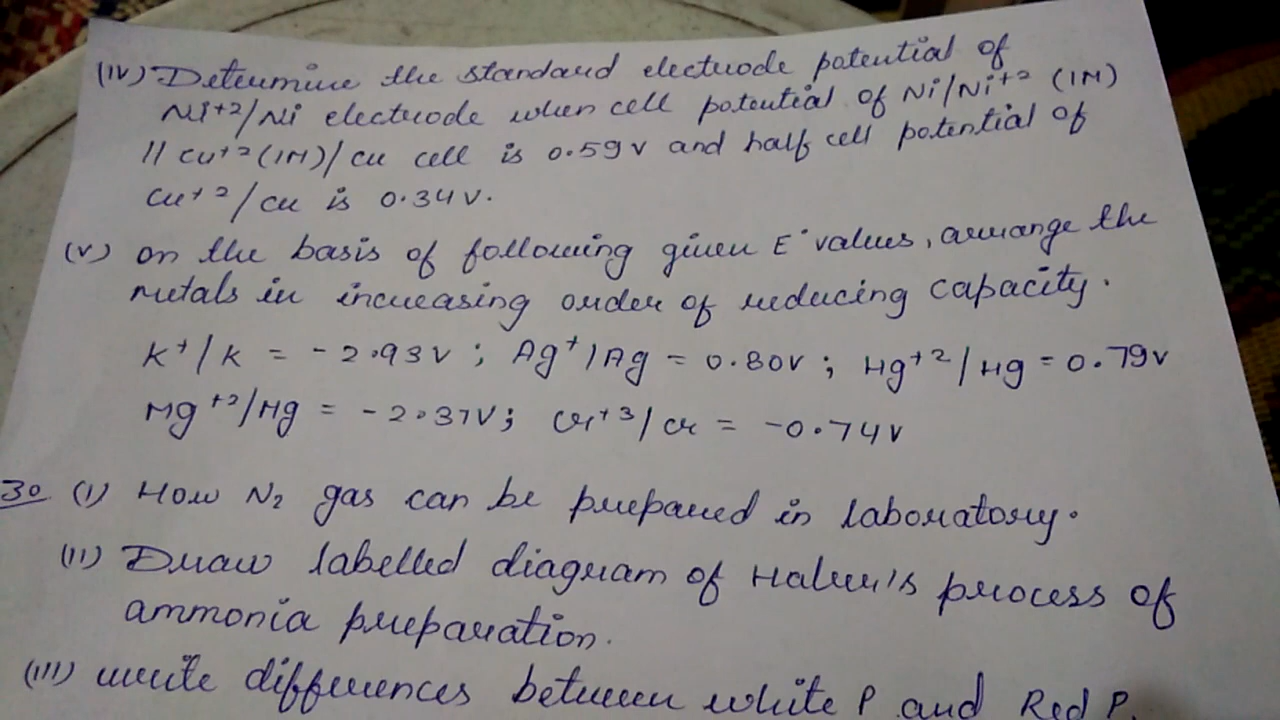 (IV) Determine the standard electrode potential of
Ni+2/Ni electrode when cell potential of Ni/Ni+2 (1M)
// Cu+2(1M)/Cu cell is 0.59V and half cell potential of
Cu+2/Cu is 0.34V.
(V) on the basis of following given E° values, arrange the
metals in increasing order of reducing capacity.
K+/K = -2.93V ; Ag+/Ag = 0.80V ; Hg+2/Hg = 0.79V
Mg+2/Mg = -2.37V; Cr+3/Cr = -0.74V
30 (I) How N2 gas can be prepared in laboratory.
(II) Draw labelled diagram of Haber's process of
ammonia preparation.
(III) write differences between white P and Red P.